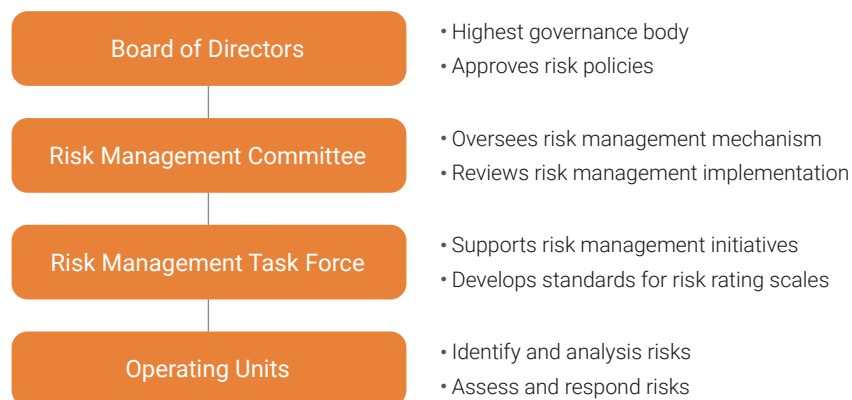 Board of Directors
• Highest governance body
• Approves risk policies
Risk Management Committee
• Oversees risk management mechanism
• Reviews risk management implementation
Risk Management Task Force
• Supports risk management initiatives
• Develops standards for risk rating scales
Operating Units
• Identify and analysis risks
• Assess and respond risks